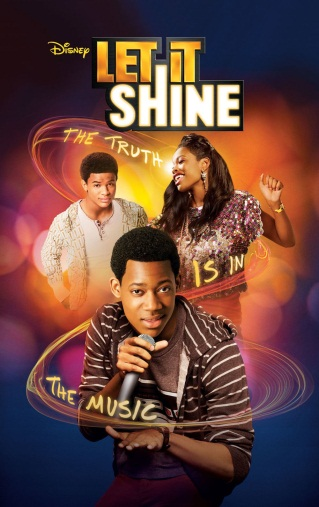 Disney
LET IT
SHINE
THE TRUTH
IS IN
THE MUSIC